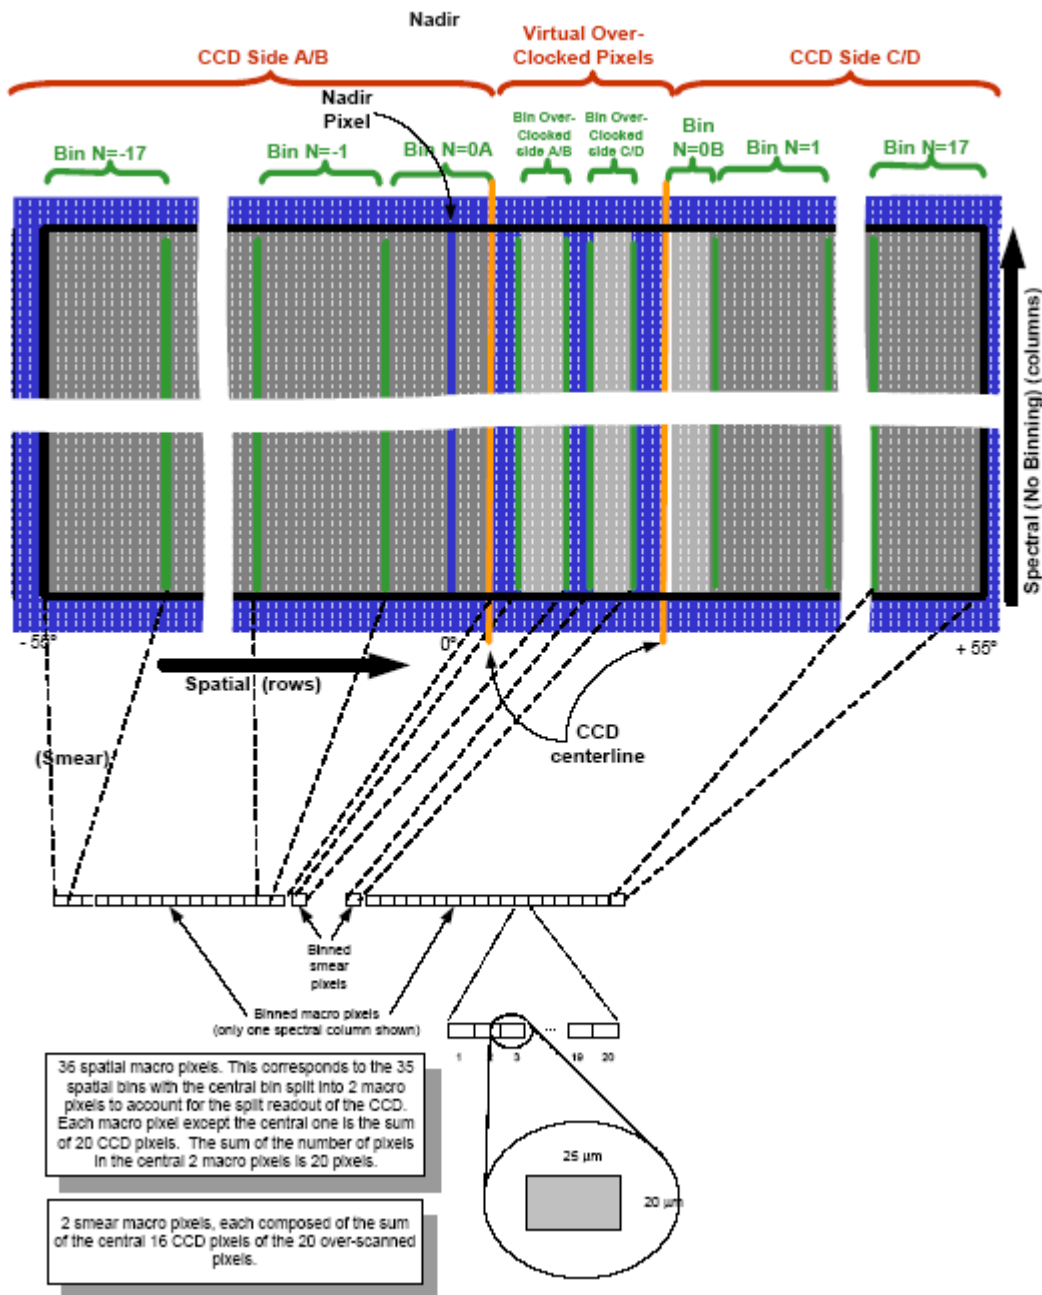 Nadir
CCD Side A/B
Virtual Over-
Clocked Pixels
CCD Side C/D
Nadir
Pixel
Bin N=-17
Bin N=-1
Bin N=0A
Bin Over-
Clocked
side A/B
Bin Over-
Clocked
side C/D
Bin
N=0B
Bin N=1
Bin N=17
Spectral (No Binning) (columns)
- 55°
0°
+ 55°
Spatial (rows)
(Smear)
CCD
centerline
Binned
smear
pixels
Binned macro pixels
(only one spectral column shown)
...
1
3
19
20
36 spatial macro pixels. This corresponds to the 35
spatial bins with the central bin split into 2 macro
pixels to account for the split readout of the CCD.
Each macro pixel except the central one is the sum
of 20 CCD pixels. The sum of the number of pixels
in the central 2 macro pixels is 20 pixels.
25 µm
20 µm
2 smear macro pixels, each composed of the sum
of the central 16 CCD pixels of the 20 over-scanned
pixels.